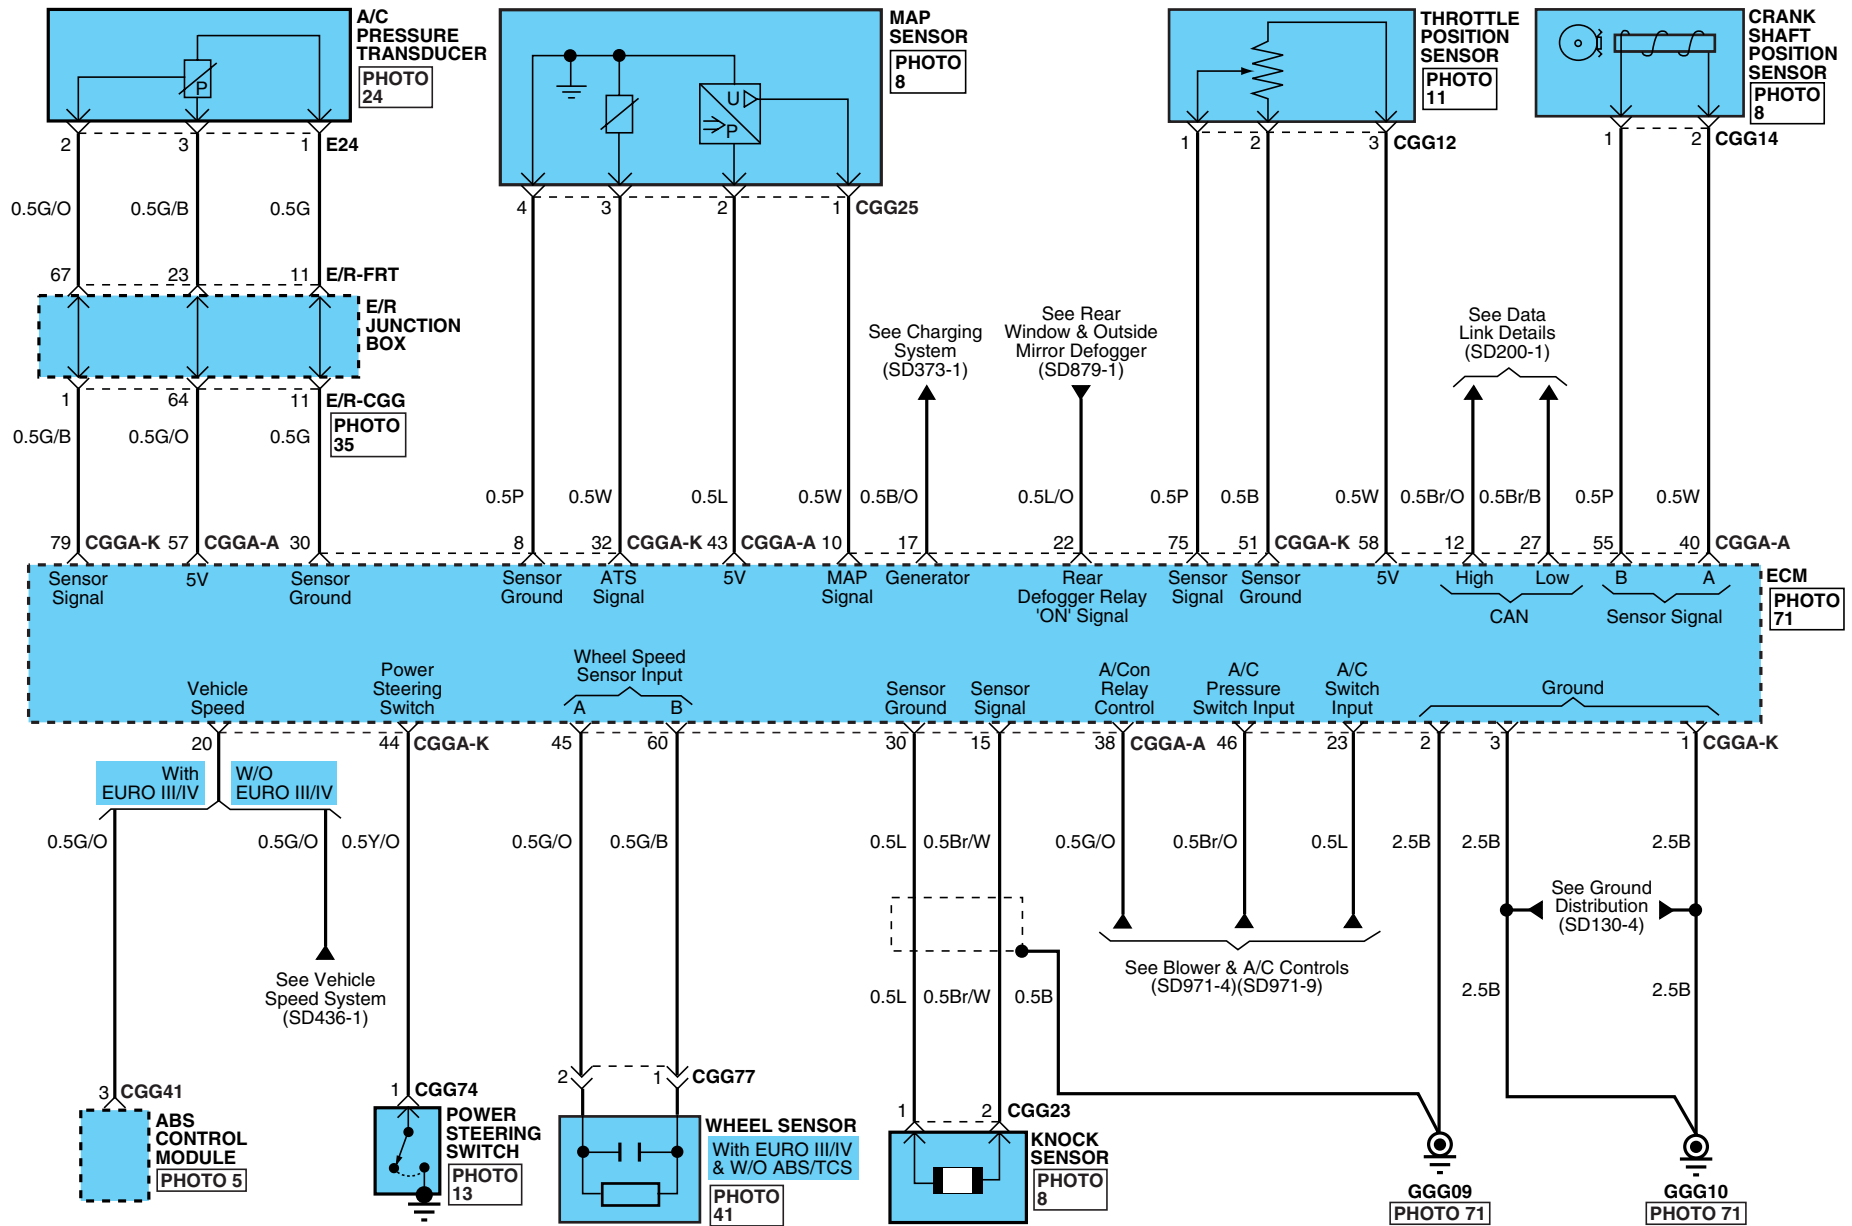 A/C
PRESSURE
TRANSDUCER
PHOTO
24
MAP
SENSOR
PHOTO
8
THROTTLE
POSITION
SENSOR
PHOTO
11
CRANK
SHAFT
POSITION
SENSOR
PHOTO
8
P
U
P
2 3 1 E24
4 3 2 1 CGG25
1 2 3 CGG12
1 2 CGG14
0.5G/O 0.5G/B 0.5G
67 23 11 E/R-FRT
E/R
JUNCTION
BOX
1 64 11 E/R-CGG
PHOTO
35
0.5G/B 0.5G/O 0.5G
See Charging
System
(SD373-1)
See Rear
Window & Outside
Mirror Defogger
(SD879-1)
See Data
Link Details
(SD200-1)
0.5P 0.5W 0.5L 0.5W 0.5B/O 0.5L/O 0.5P 0.5B 0.5W 0.5Br/O 0.5Br/B 0.5P 0.5W
79 CGGA-K 57 CGGA-A 30 8 32 CGGA-K 43 CGGA-A 10 17 22 75 51 CGGA-K 58 12 27 55 40 CGGA-A
Sensor
Signal
5V
Sensor
Ground
Sensor
Ground
ATS
Signal
5V
MAP
Signal
Generator
Rear
Defogger Relay
'ON' Signal
Sensor
Signal
Sensor
Ground
5V
High Low
CAN
B A
Sensor Signal
ECM
PHOTO
71
Vehicle
Speed
Power
Steering
Switch
Wheel Speed
Sensor Input
A B
Sensor
Ground
Sensor
Signal
A/Con
Relay
Control
A/C
Pressure
Switch Input
A/C
Switch
Input
Ground
20 44 CGGA-K 45 60 30 15 38 CGGA-A 46 23 2 3 1 CGGA-K
With
EURO III/IV
W/O
EURO III/IV
0.5G/O 0.5G/O 0.5Y/O 0.5G/O 0.5G/B 0.5L 0.5Br/W 0.5G/O 0.5Br/O 0.5L 2.5B 2.5B 2.5B
See Ground
Distribution
(SD130-4)
See Vehicle
Speed System
(SD436-1)
See Blower & A/C Controls
(SD971-4)(SD971-9)
0.5L 0.5Br/W 0.5B 2.5B 2.5B
3 CGG41
1 CGG74
2 1 CGG77
1 2 CGG23
ABS
CONTROL
MODULE
PHOTO 5
POWER
STEERING
SWITCH
PHOTO
13
WHEEL SENSOR
With EURO III/IV
& W/O ABS/TCS
PHOTO
41
KNOCK
SENSOR
PHOTO
8
GGG09
PHOTO 71
GGG10
PHOTO 71